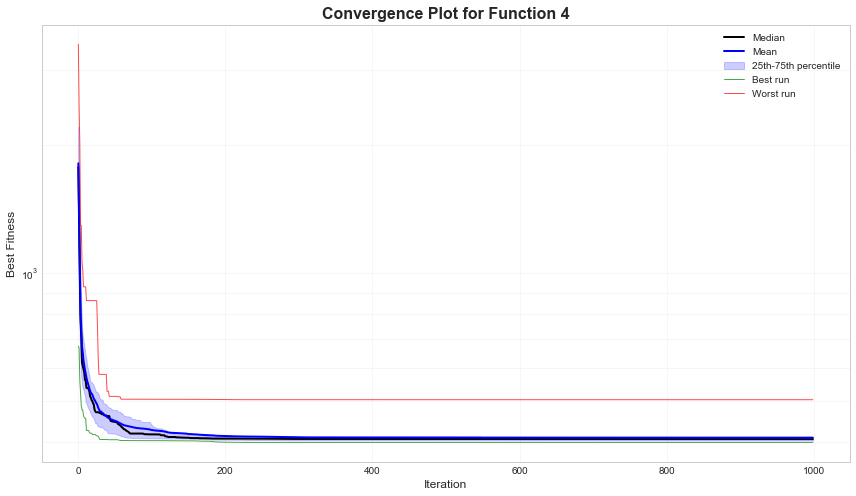 Convergence Plot for Function 4
Median
Mean
25th-75th percentile
Best run
Worst run
Best Fitness
10³
0 200 400 600 800 1000
Iteration